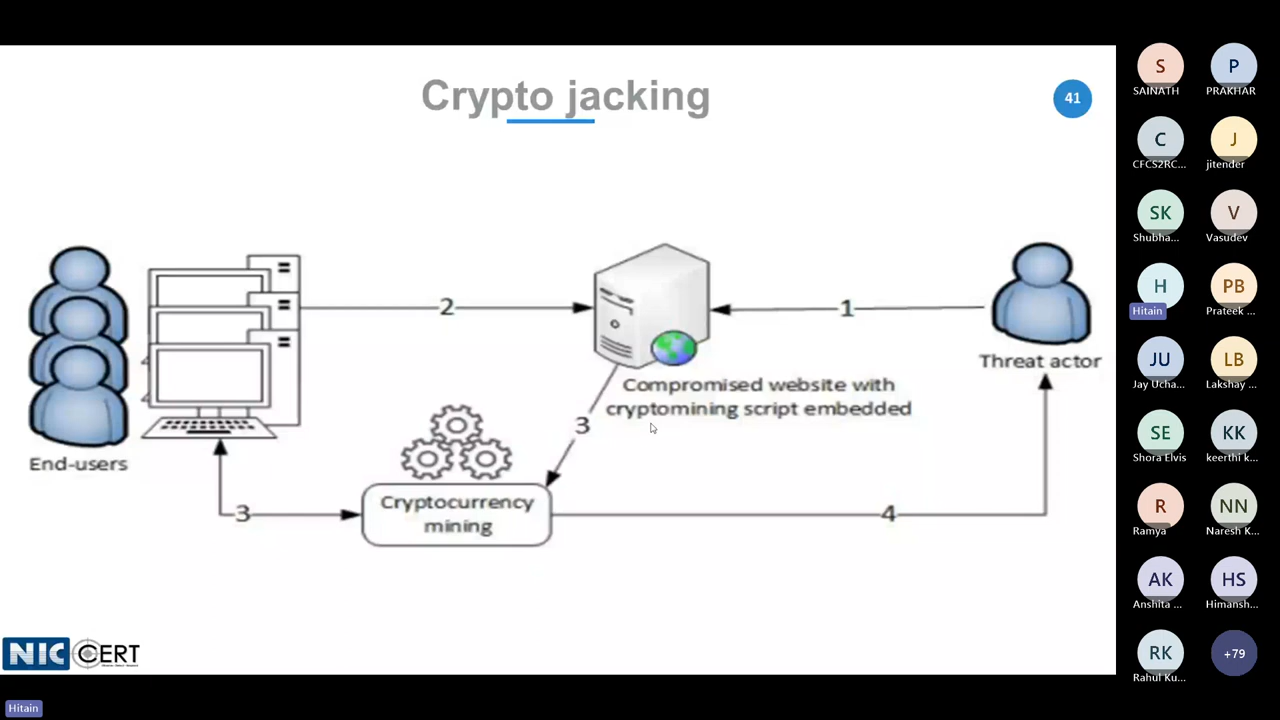 Crypto jacking
41
2
1
Threat actor
Compromised website with
cryptomining script embedded
3
End-users
Cryptocurrency
mining
3
4
NIC CERT
Hitain
S
SAINATH
P
PRAKHAR
C
CFCS2RC...
J
jitender
SK
Shubha...
V
Vasudev
H
Hitain
PB
Prateek ...
JU
Jay Ucha...
LB
Lakshay ...
SE
Shora Elvis
KK
keerthi k...
R
Ramya
NN
Naresh K...
AK
Anshita ...
HS
Himansh...
RK
Rahul Ku...
+79